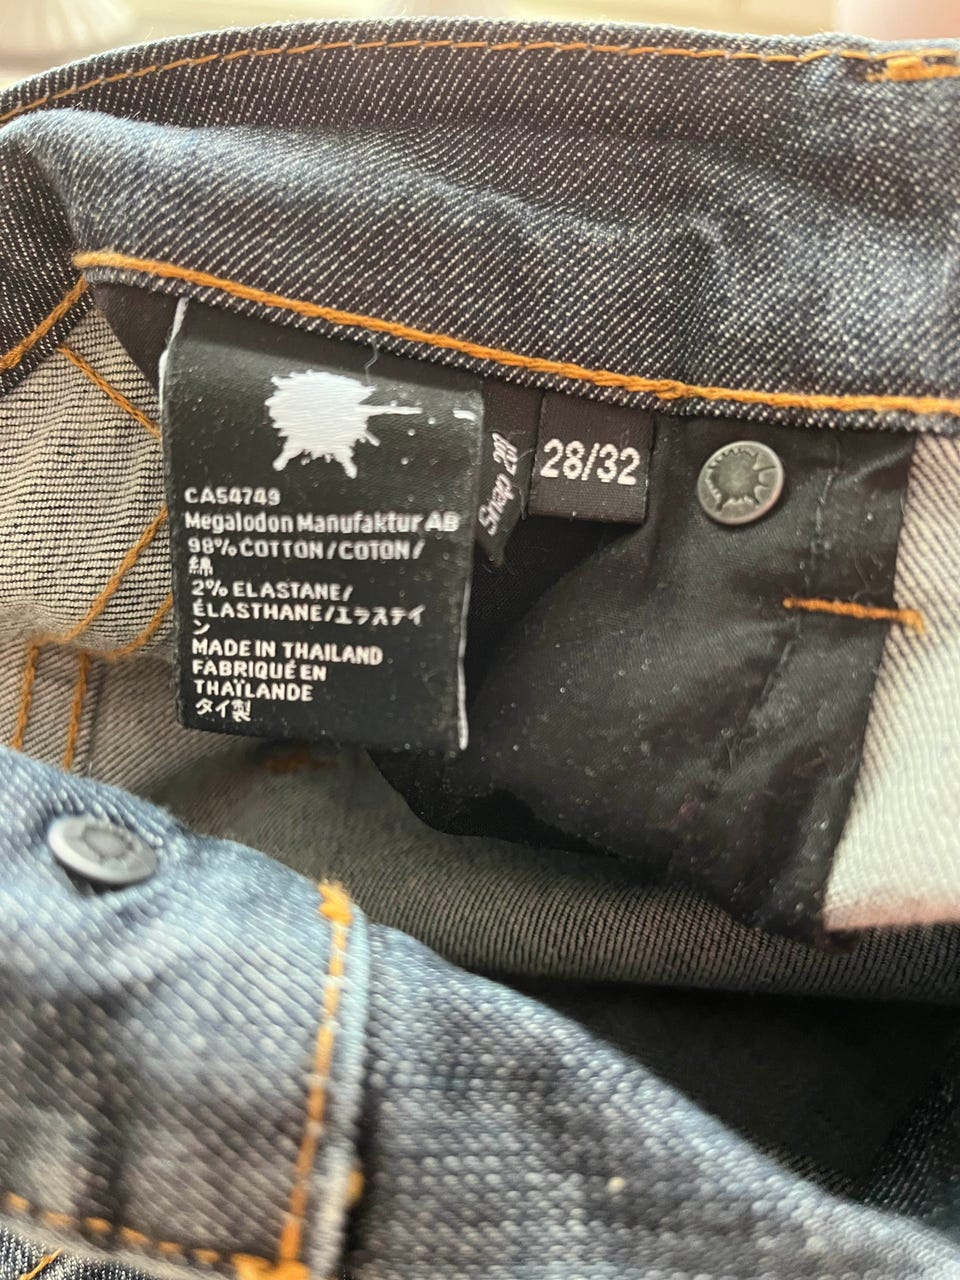 CA54749
Megalodon Manufaktur AB
98% COTTON/COTON/
綿
2% ELASTANE/
ÉLASTHANE/エラステイ
ン
MADE IN THAILAND
FABRIQUÉ EN
THAÏLANDE
タイ製
Snap
28/32